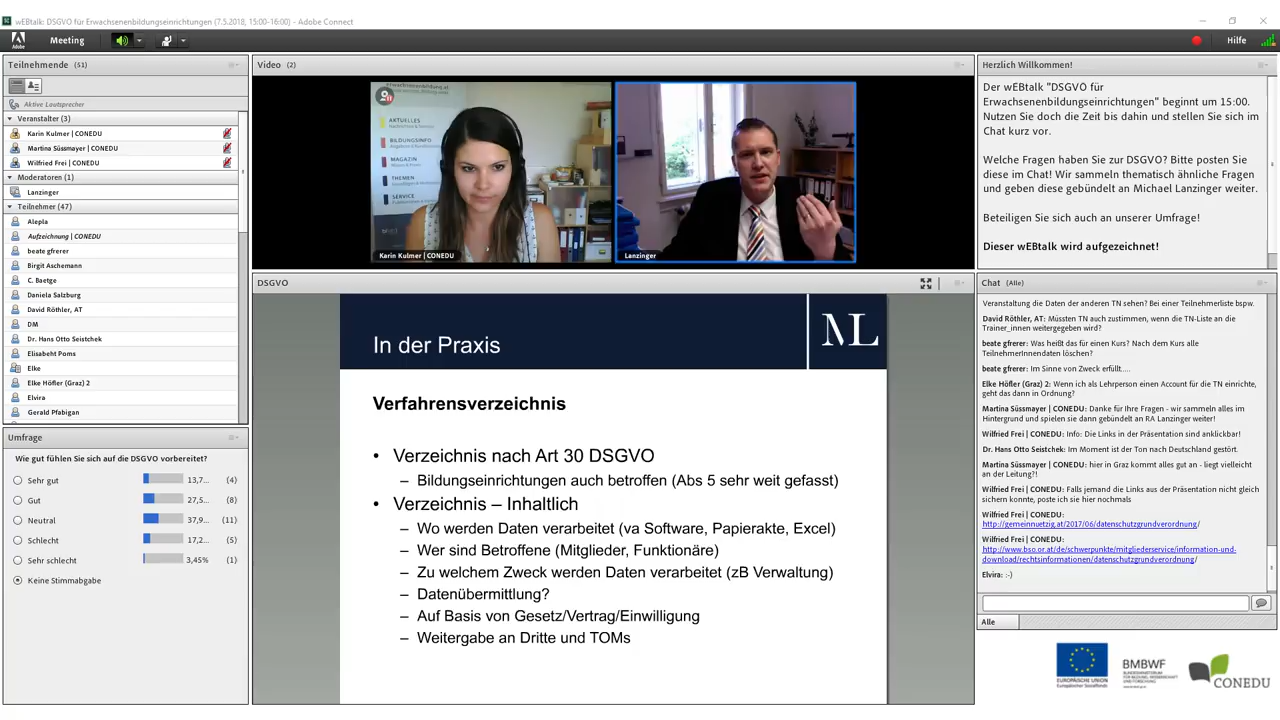 wEBtalk: DSGVO für Erwachsenenbildungseinrichtungen (7.5.2018, 15:00-16:00) - Adobe Connect
Meeting
Hilfe
Teilnehmende (51)
Aktive Lautsprecher
Veranstalter (3)
Karin Kulmer | CONEDU
Martina Süssmayer | CONEDU
Wilfried Frei | CONEDU
Moderatoren (1)
Lanzinger
Teilnehmer (47)
Alepla
Aufzeichnung | CONEDU
beate gfrerer
Birgit Aschemann
C. Baetge
Daniela Salzburg
David Röthler, AT
DM
Dr. Hans Otto Seistchek
Elisabeht Poms
Elke
Elke Höfler (Graz) 2
Elvira
Gerald Pfabigan
Umfrage
Wie gut fühlen Sie sich auf die DSGVO vorbereitet?
Sehr gut 13,7... (4)
Gut 27,5... (8)
Neutral 37,9... (11)
Schlecht 17,2... (5)
Sehr schlecht 3,45% (1)
Keine Stimmabgabe
Video (2)
AKTUELLES
BILDUNGSINFO
MAGAZIN
THEMEN
SERVICE
Karin Kulmer | CONEDU
Lanzinger
DSGVO
In der Praxis
ML
Verfahrensverzeichnis
• Verzeichnis nach Art 30 DSGVO
– Bildungseinrichtungen auch betroffen (Abs 5 sehr weit gefasst)
• Verzeichnis – Inhaltlich
– Wo werden Daten verarbeitet (va Software, Papierakte, Excel)
– Wer sind Betroffene (Mitglieder, Funktionäre)
– Zu welchem Zweck werden Daten verarbeitet (zB Verwaltung)
– Datenübermittlung?
– Auf Basis von Gesetz/Vertrag/Einwilligung
– Weitergabe an Dritte und TOMs
Herzlich Willkommen!
Der wEBtalk "DSGVO für
Erwachsenenbildungseinrichtungen" beginnt um 15:00.
Nutzen Sie doch die Zeit bis dahin und stellen Sie sich im
Chat kurz vor.
Welche Fragen haben Sie zur DSGVO? Bitte posten Sie
diese im Chat! Wir sammeln thematisch ähnliche Fragen
und geben diese gebündelt an Michael Lanzinger weiter.
Beteiligen Sie sich auch an unserer Umfrage!
Dieser wEBtalk wird aufgezeichnet!
Chat (Alle)
Veranstaltung die Daten der anderen TN sehen? Bei einer Teilnehmerliste bspw.
David Röthler, AT: Müssten TN auch zustimmen, wenn die TN-Liste an die
Trainer_innen weitergegeben wird?
beate gfrerer: Was heißt das für einen Kurs? Nach dem Kurs alle
TeilnehmerInnendaten löschen?
beate gfrerer: Im Sinne von Zweck erfüllt.....
Elke Höfler (Graz) 2: Wenn ich als Lehrperson einen Account für die TN einrichte,
geht das dann in Ordnung?
Martina Süssmayer | CONEDU: Danke für Ihre Fragen - wir sammeln alles im
Hintergrund und spielen sie dann gebündelt an RA Lanzinger weiter!
Wilfried Frei | CONEDU: Info: Die Links in der Präsentation sind anklickbar!
Dr. Hans Otto Seistchek: Im Moment ist der Ton nach Deutschland gestört.
Martina Süssmayer | CONEDU: hier in Graz kommt alles gut an - liegt vielleicht
an der Leitung?!
Wilfried Frei | CONEDU: Falls jemand die Links aus der Präsentation nicht gleich
sichern konnte, poste ich sie hier nochmals
Wilfried Frei | CONEDU:
http://gemeinnuetzig.at/2017/06/datenschutzgrundverordnung/
Wilfried Frei | CONEDU:
http://www.bso.or.at/de/schwerpunkte/mitgliederservice/information-und-
download/rechtsinformationen/datenschutzgrundverordnung/
Elvira: :-)
Alle
EUROPÄISCHE UNION
Europäischer Sozialfonds
BMBWF
CONEDU